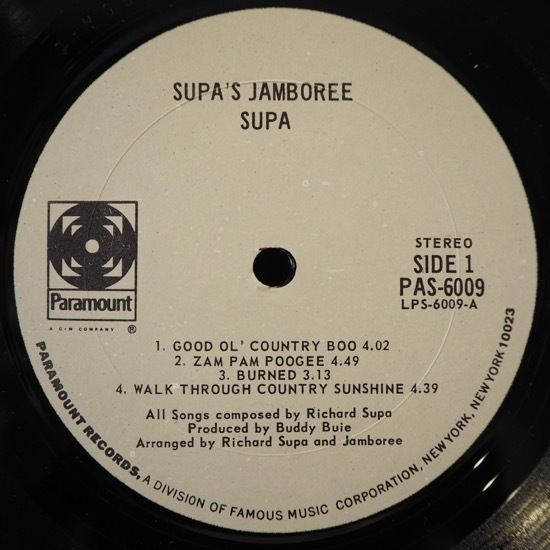 SUPA'S JAMBOREE
SUPA
Paramount
A G+W COMPANY ®
STEREO
SIDE 1
PAS-6009
LPS-6009-A
1. GOOD OL' COUNTRY BOO 4.02
2. ZAM PAM POOGEE 4.49
3. BURNED 3.13
4. WALK THROUGH COUNTRY SUNSHINE 4.39
All Songs composed by Richard Supa
Produced by Buddy Buie
Arranged by Richard Supa and Jamboree
PARAMOUNT RECORDS, A DIVISION OF FAMOUS MUSIC CORPORATION, NEW YORK, NEW YORK 10023